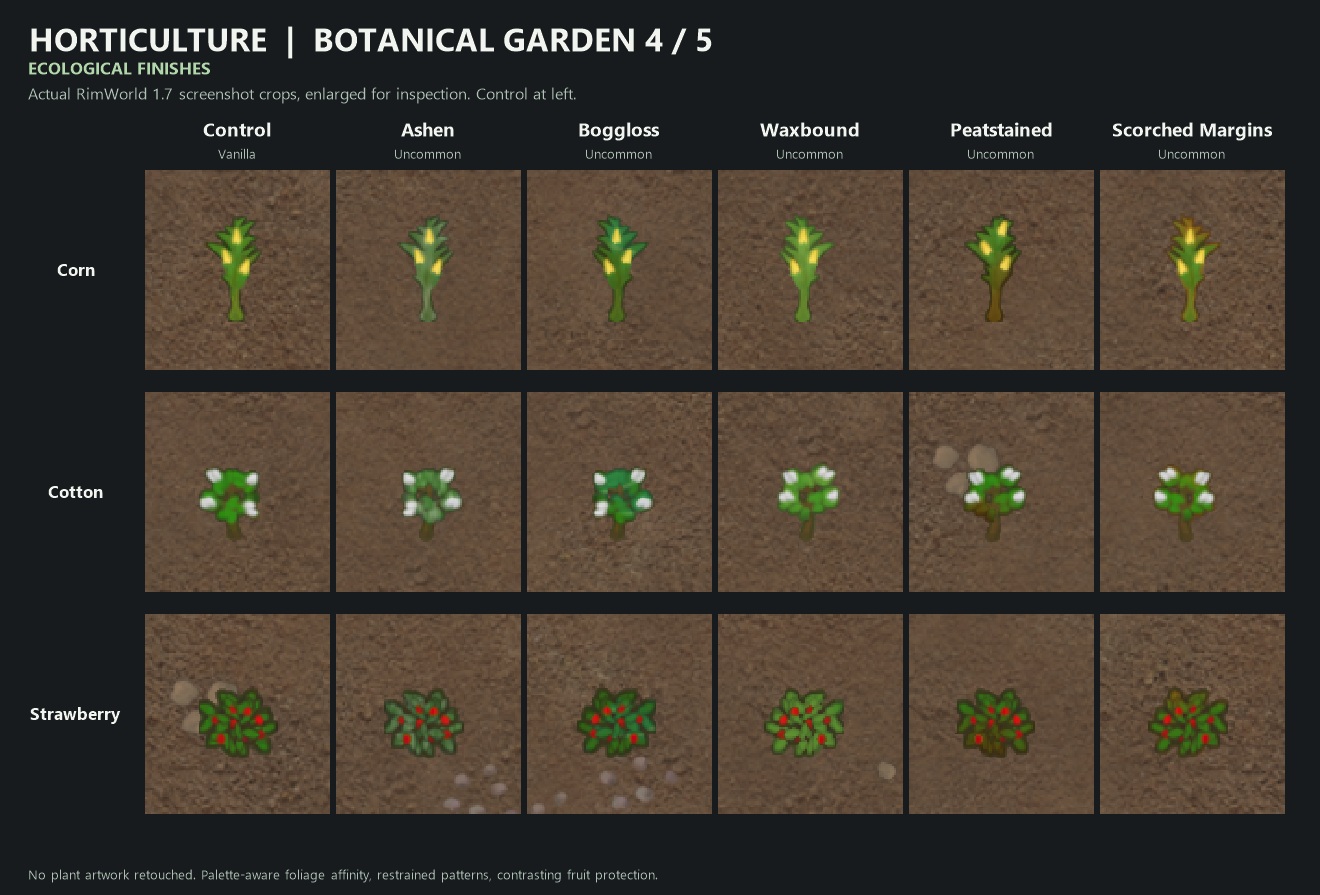 HORTICULTURE | BOTANICAL GARDEN 4 / 5
ECOLOGICAL FINISHES
Actual RimWorld 1.7 screenshot crops, enlarged for inspection. Control at left.
Control Ashen Boggloss Waxbound Peatstained Scorched Margins
Vanilla Uncommon Uncommon Uncommon Uncommon Uncommon
Corn
Cotton
Strawberry
No plant artwork retouched. Palette-aware foliage affinity, restrained patterns, contrasting fruit protection.